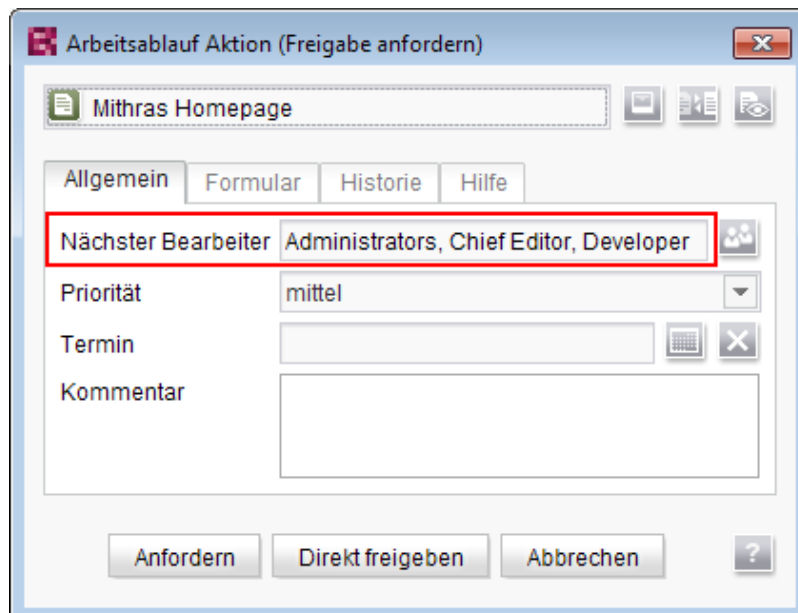 Arbeitsablauf Aktion (Freigabe anfordern)
Mithras Homepage
Allgemein Formular Historie Hilfe
Nächster Bearbeiter Administrators, Chief Editor, Developer
Priorität mittel
Termin
Kommentar
Anfordern Direkt freigeben Abbrechen ?